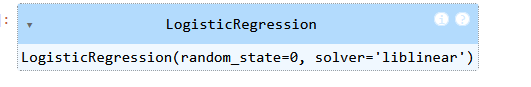 ]:
LogisticRegression
i ?
LogisticRegression(random_state=0, solver='liblinear')